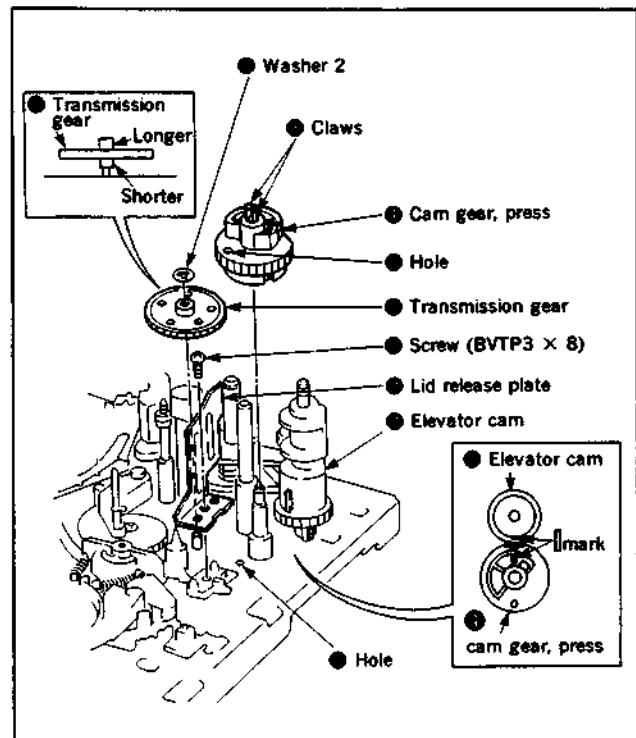 Washer 2
Transmission
gear
Longer
Shorter
Claws
Cam gear, press
Hole
Transmission gear
Screw (BVTP3 × 8)
Lid release plate
Elevator cam
Elevator cam
mark
cam gear, press
Hole